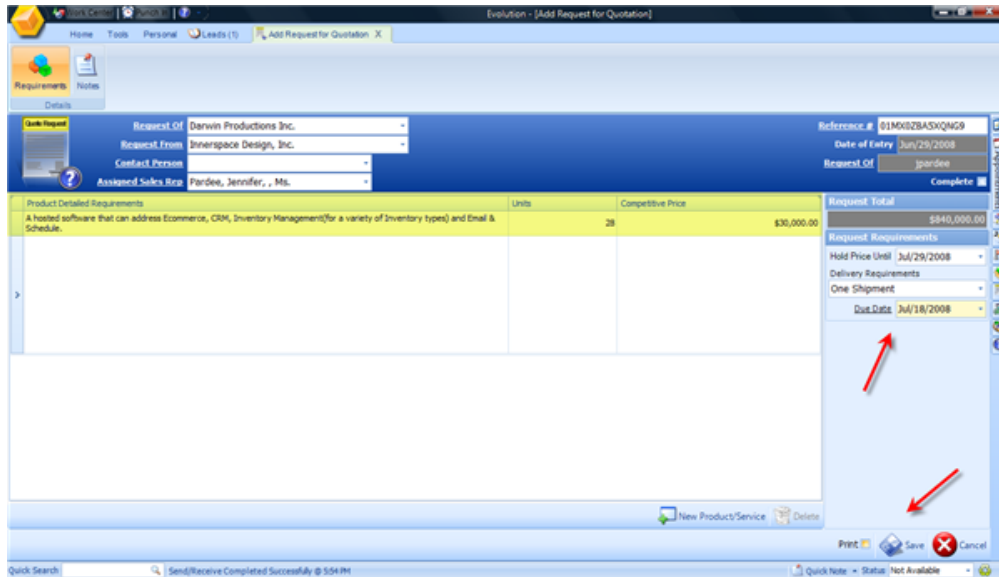 Work Center Punch In Evolution - [Add Request for Quotation]
Home Tools Personal Leads (1) Add Request for Quotation X
Requirements Notes
Details
Quote Request
Request Of Darwin Productions Inc.
Request From Innerspace Design, Inc.
Contact Person
Assigned Sales Rep Pardee, Jennifer, , Ms.
Reference # 01MX0ZBA5XQNG9
Date of Entry Jun/29/2008
Request Of jpardee
Complete
Product Detailed Requirements Units Competitive Price
A hosted software that can address Ecommerce, CRM, Inventory Management(for a variety of Inventory types) and Email &
Schedule. 28 $30,000.00
Request Total
$840,000.00
Request Requirements
Hold Price Until Jul/29/2008
Delivery Requirements
One Shipment
Due Date Jul/18/2008
New Product/Service Delete
Print Save Cancel
Quick Search Send/Receive Completed Successfully @ 5:54 PM Quick Note Status Not Available